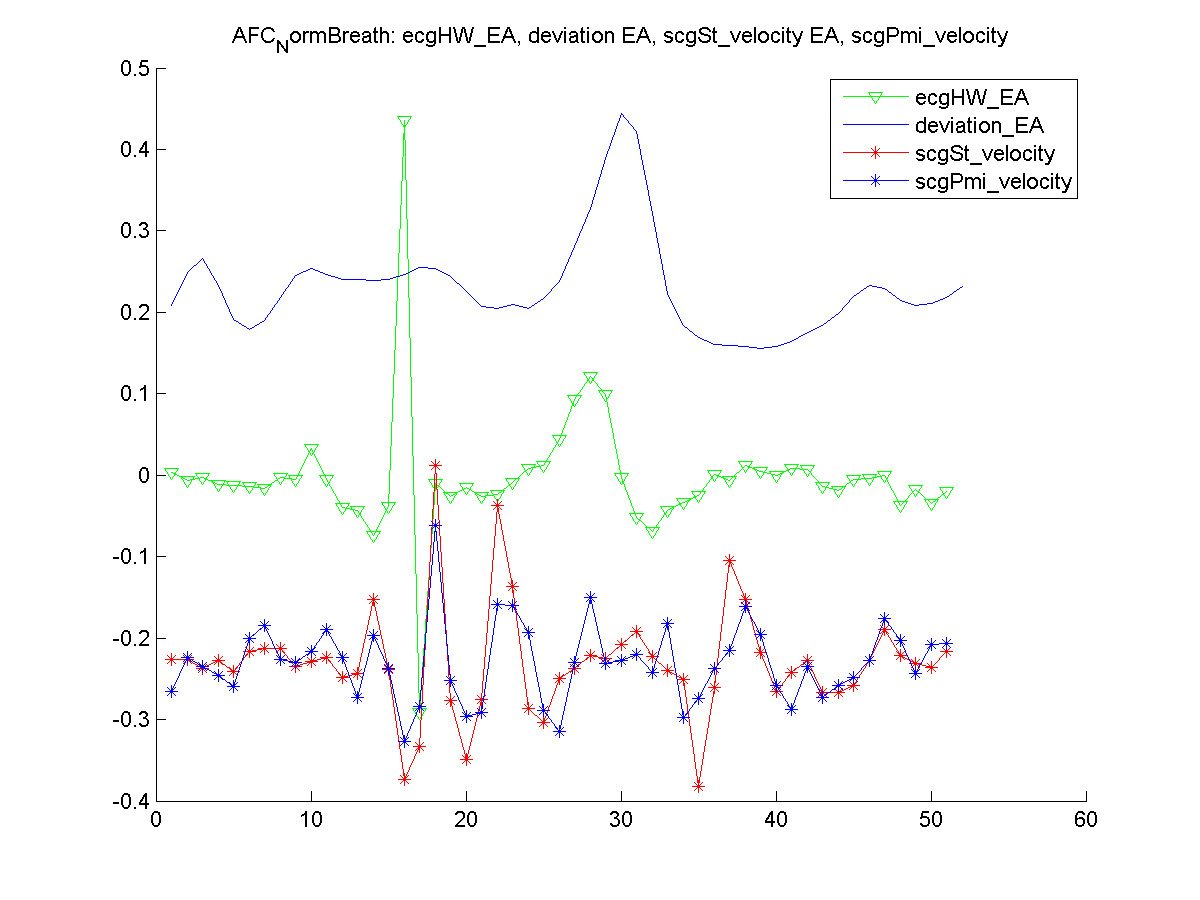 AFC_NormBreath: ecgHW_EA, deviation EA, scgSt_velocity EA, scgPmi_velocity
0.5
ecgHW_EA
deviation_EA
scgSt_velocity
scgPmi_velocity
0.4
0.3
0.2
0.1
0
-0.1
-0.2
-0.3
-0.4
0 10 20 30 40 50 60